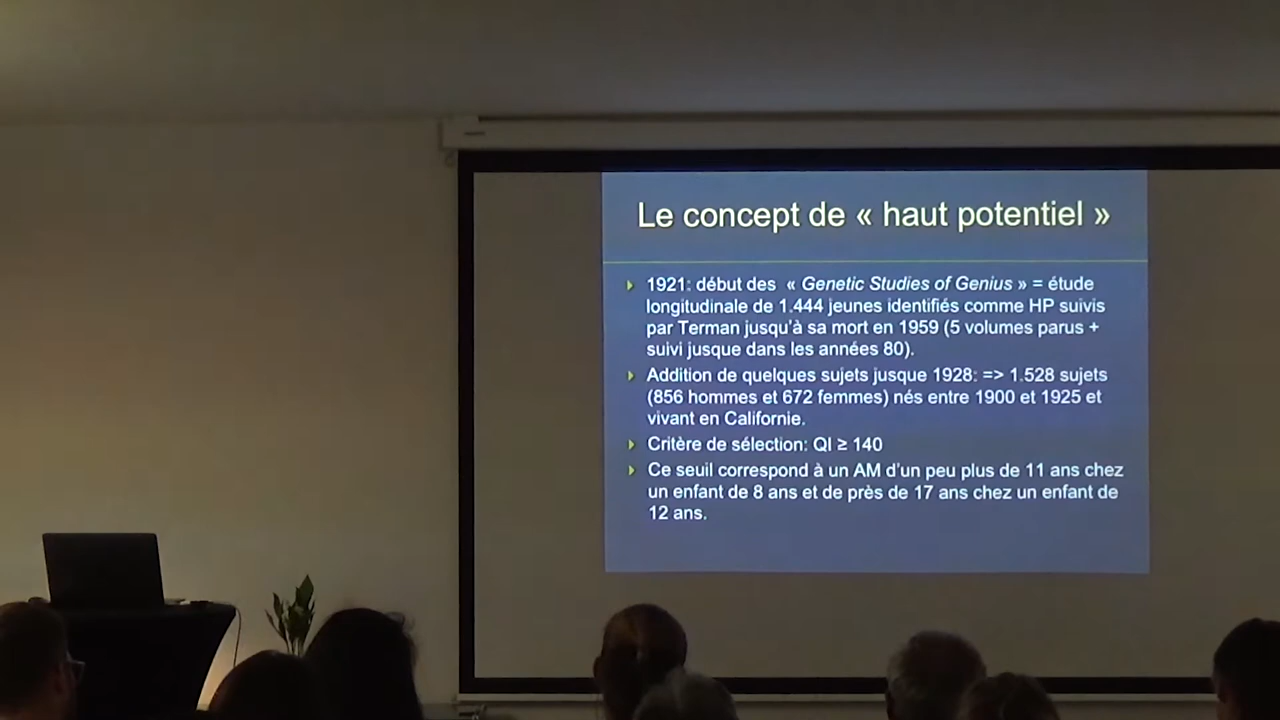 Le concept de « haut potentiel »
1921: début des « Genetic Studies of Genius » = étude
longitudinale de 1.444 jeunes identifiés comme HP suivis
par Terman jusqu'à sa mort en 1959 (5 volumes parus +
suivi jusque dans les années 80).
Addition de quelques sujets jusque 1928: => 1.528 sujets
(856 hommes et 672 femmes) nés entre 1900 et 1925 et
vivant en Californie.
Critère de sélection: QI ≥ 140
Ce seuil correspond à un AM d'un peu plus de 11 ans chez
un enfant de 8 ans et de près de 17 ans chez un enfant de
12 ans.